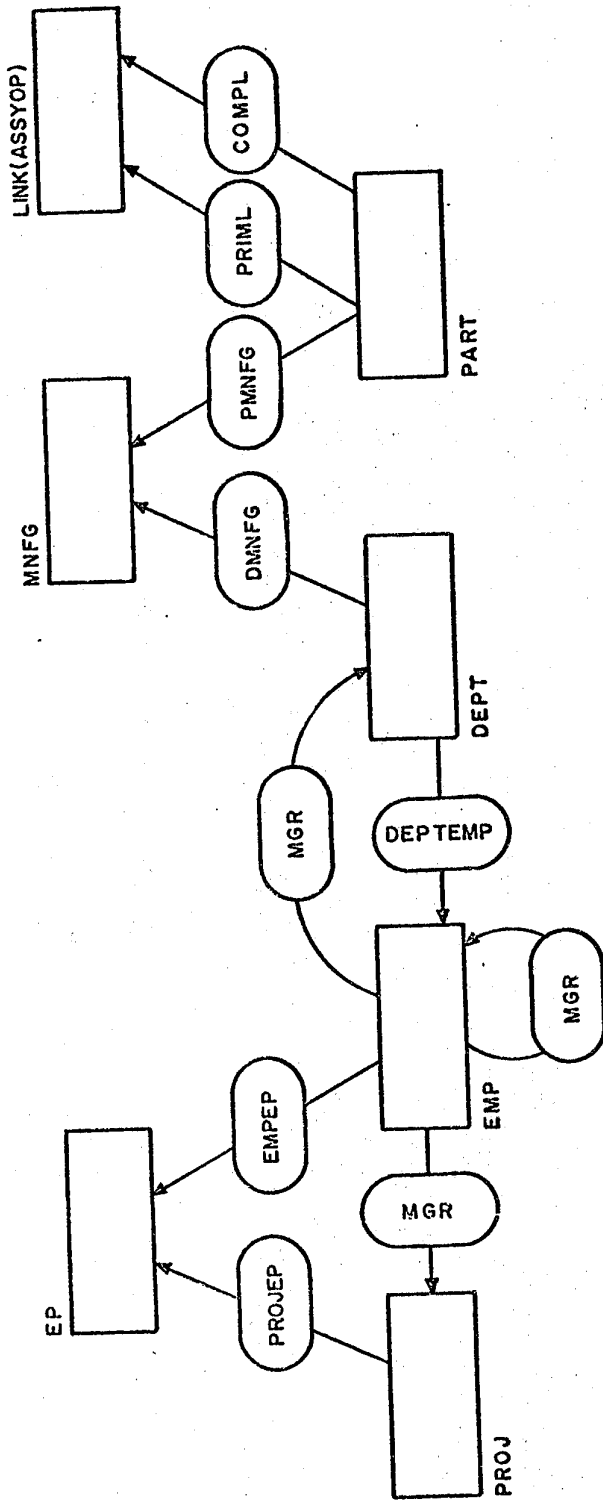 EP
MNFG
LINK(ASSYOP)
PROJEP
EMPEP
MGR
DMNFG
PMNFG
PRIML
COMPL
PROJ
MGR
EMP
MGR
DEPTEMP
DEPT
PART